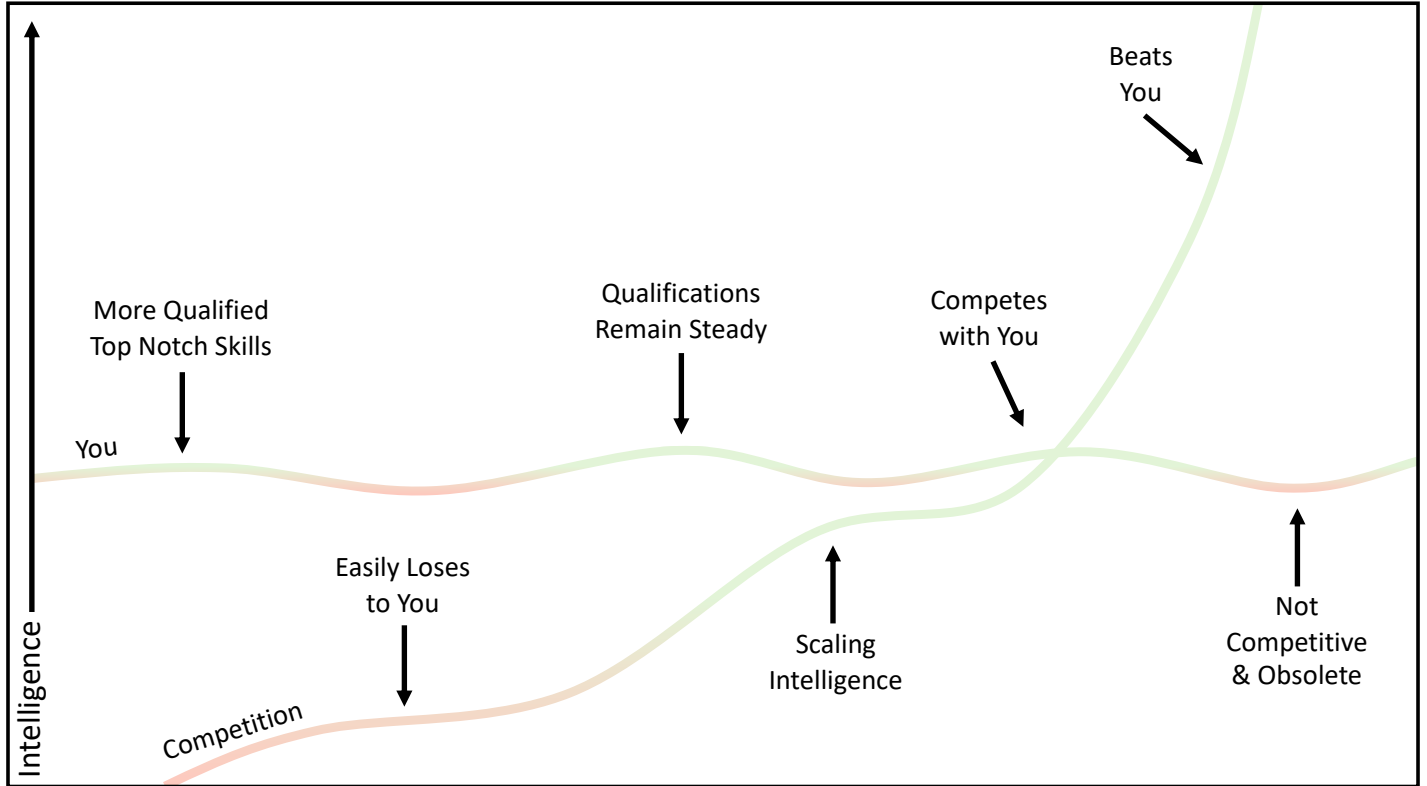 Beats
You
More Qualified
Top Notch Skills
Qualifications
Remain Steady
Competes
with You
You
Easily Loses
to You
Scaling
Intelligence
Not
Competitive
& Obsolete
Competition
Intelligence